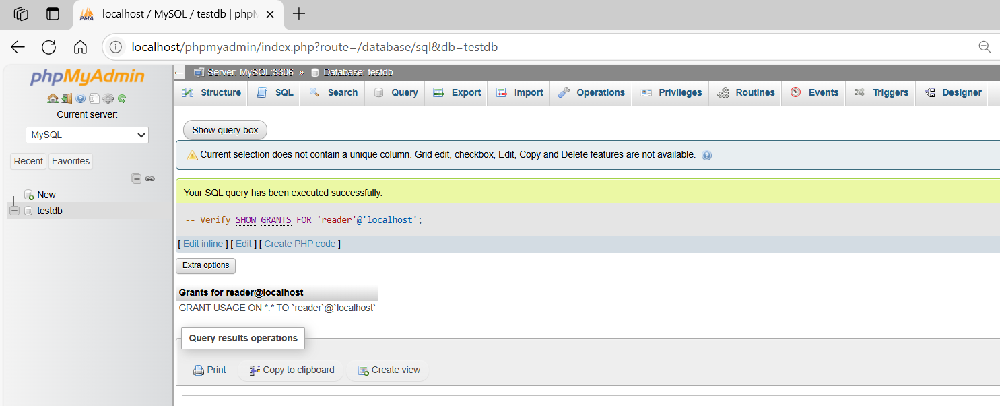 localhost / MySQL / testdb | phpM
localhost/phpmyadmin/index.php?route=/database/sql&db=testdb
phpMyAdmin
Current server:
MySQL
Recent Favorites
New
testdb
Server: MySQL:3306 » Database: testdb
Structure SQL Search Query Export Import Operations Privileges Routines Events Triggers Designer
Show query box
Current selection does not contain a unique column. Grid edit, checkbox, Edit, Copy and Delete features are not available.
Your SQL query has been executed successfully.
-- Verify SHOW GRANTS FOR 'reader'@'localhost';
[ Edit inline ] [ Edit ] [ Create PHP code ]
Extra options
Grants for reader@localhost
GRANT USAGE ON *.* TO `reader`@`localhost`
Query results operations
Print Copy to clipboard Create view